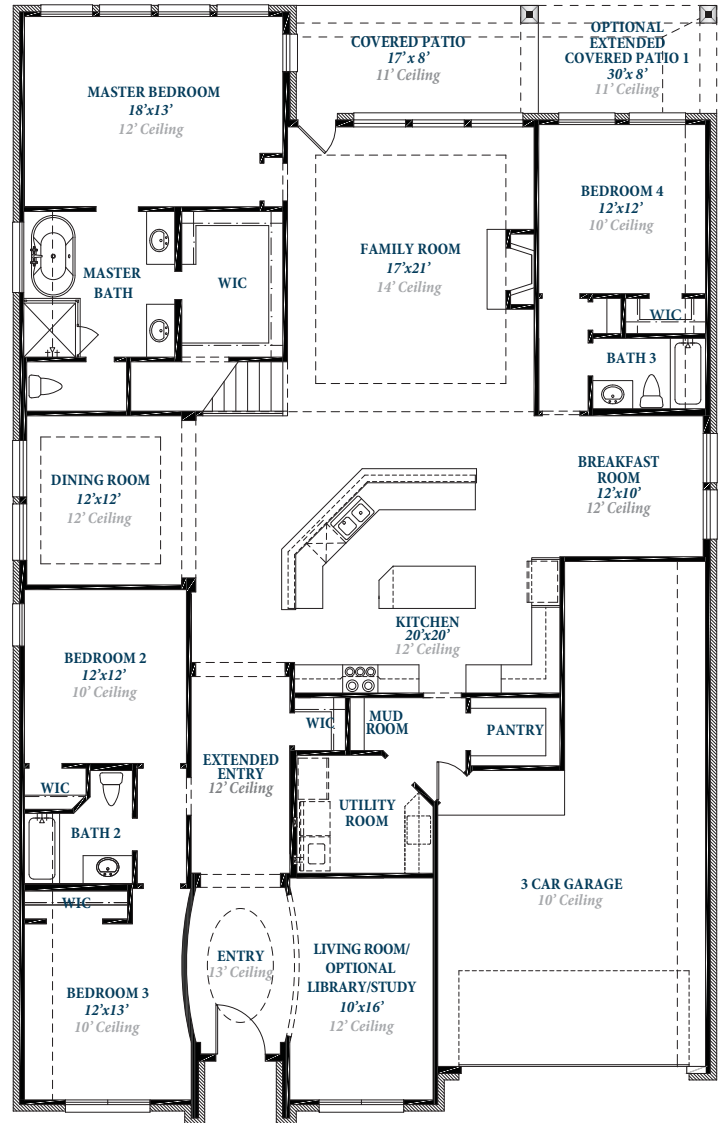 COVERED PATIO
17' x 8'
11' Ceiling
OPTIONAL
EXTENDED
COVERED PATIO 1
30'x 8'
11' Ceiling
MASTER BEDROOM
18'x13'
12' Ceiling
BEDROOM 4
12'x12'
10' Ceiling
FAMILY ROOM
17'x21'
14' Ceiling
MASTER
BATH
WIC
WIC
BATH 3
DINING ROOM
12'x12'
12' Ceiling
BREAKFAST
ROOM
12'x10'
12' Ceiling
KITCHEN
20'x20'
12' Ceiling
BEDROOM 2
12'x12'
10' Ceiling
WIC
MUD
ROOM
PANTRY
EXTENDED
ENTRY
12' Ceiling
WIC
BATH 2
UTILITY
ROOM
3 CAR GARAGE
10' Ceiling
WIC
ENTRY
13' Ceiling
LIVING ROOM/
OPTIONAL
LIBRARY/STUDY
10'x16'
12' Ceiling
BEDROOM 3
12'x13'
10' Ceiling